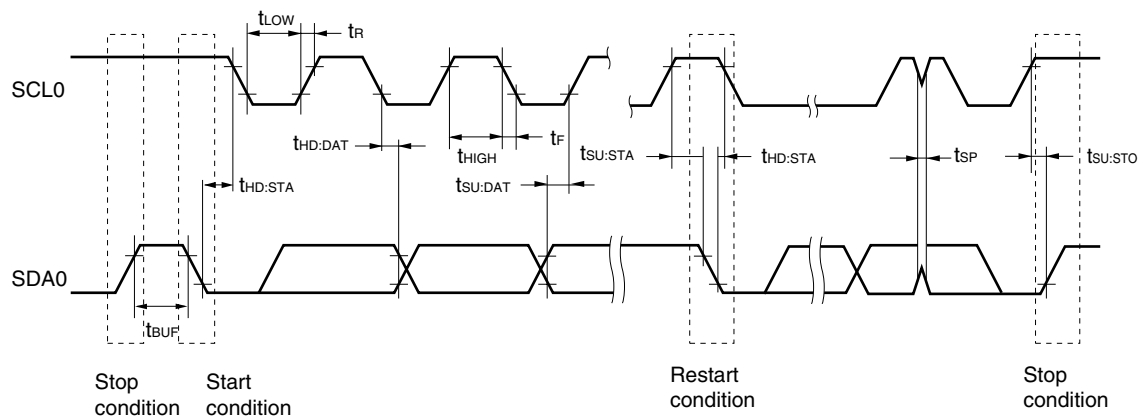 tLOW
tR
SCL0
tHD:DAT
tHIGH
tF
tSU:STA
tHD:STA
tSP
tSU:STO
tHD:STA
tSU:DAT
SDA0
tBUF
Stop
condition
Start
condition
Restart
condition
Stop
condition